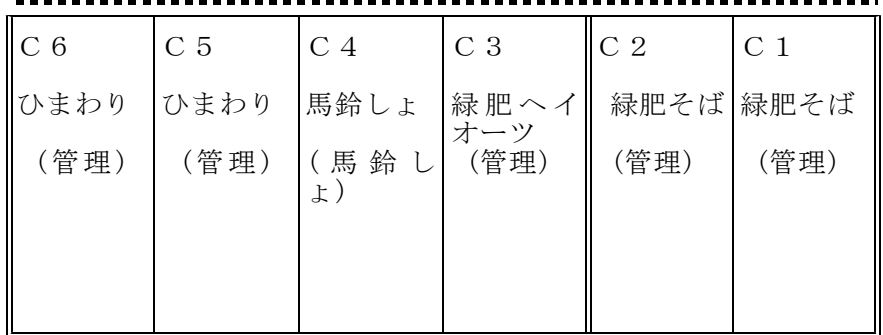 C6
ひまわり
(管理)
C5
ひまわり
(管理)
C4
馬鈴しょ
(馬鈴し
ょ)
C3
緑肥ヘイ
オーツ
(管理)
C2
緑肥そば
(管理)
C1
緑肥そば
(管理)